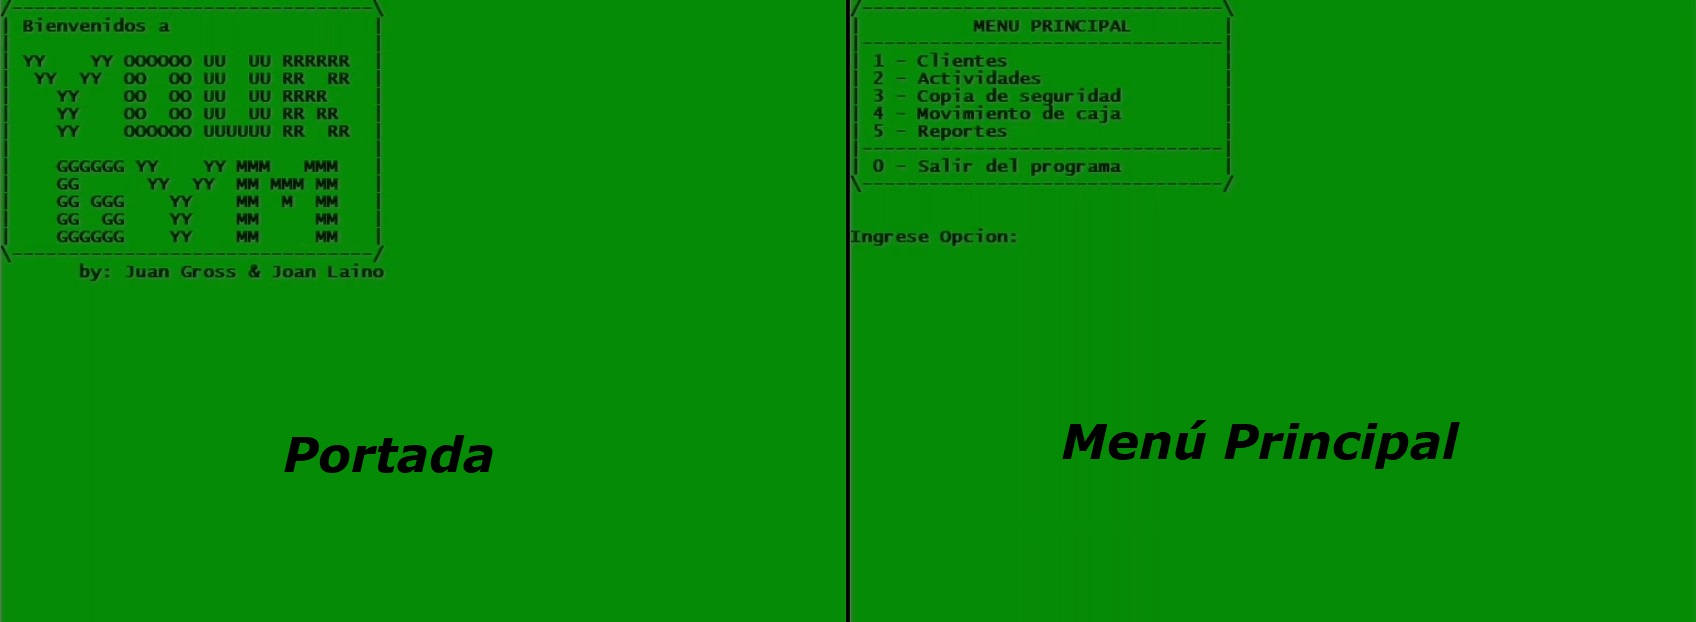 /--------------------------------\
| Bienvenidos a                  |
|                                |
| YY    YY OOOOOO UU  UU RRRRRR  |
|  YY  YY  OO  OO UU  UU RR  RR  |
|    YY    OO  OO UU  UU RRRR    |
|    YY    OO  OO UU  UU RR RR   |
|    YY    OOOOOO UUUUUU RR  RR  |
|                                |
|    GGGGGG YY    YY MMM   MMM   |
|    GG      YY  YY  MM MMM MM   |
|    GG GGG    YY    MM  M  MM   |
|    GG  GG    YY    MM     MM   |
|    GGGGGG    YY    MM     MM   |
\--------------------------------/
by: Juan Gross & Joan Laino
Portada
/--------------------------------\
|          MENU PRINCIPAL        |
|--------------------------------|
| 1 - Clientes                   |
| 2 - Actividades                |
| 3 - Copia de seguridad         |
| 4 - Movimiento de caja         |
| 5 - Reportes                   |
|--------------------------------|
| 0 - Salir del programa         |
\--------------------------------/
Ingrese Opcion:
Menú Principal